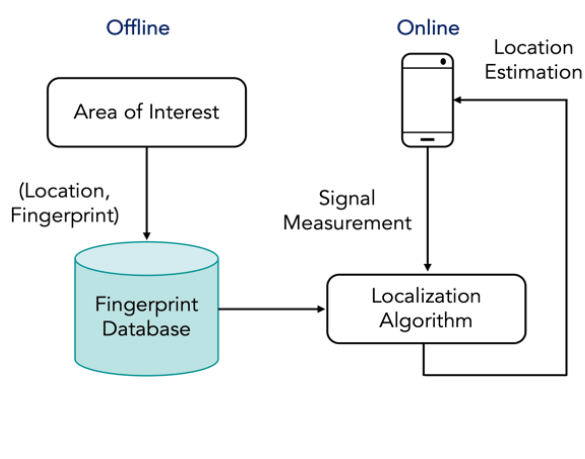 Offline
Online
Location
Estimation
Area of Interest
(Location,
Fingerprint)
Signal
Measurement
Fingerprint
Database
Localization
Algorithm